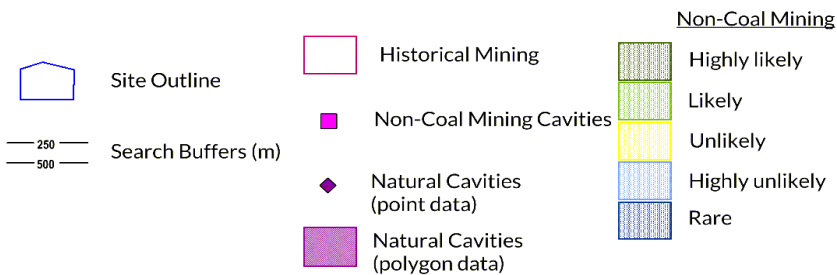 Site Outline
250
500
Search Buffers (m)
Historical Mining
Non-Coal Mining Cavities
Natural Cavities
(point data)
Natural Cavities
(polygon data)
Non-Coal Mining
Highly likely
Likely
Unlikely
Highly unlikely
Rare